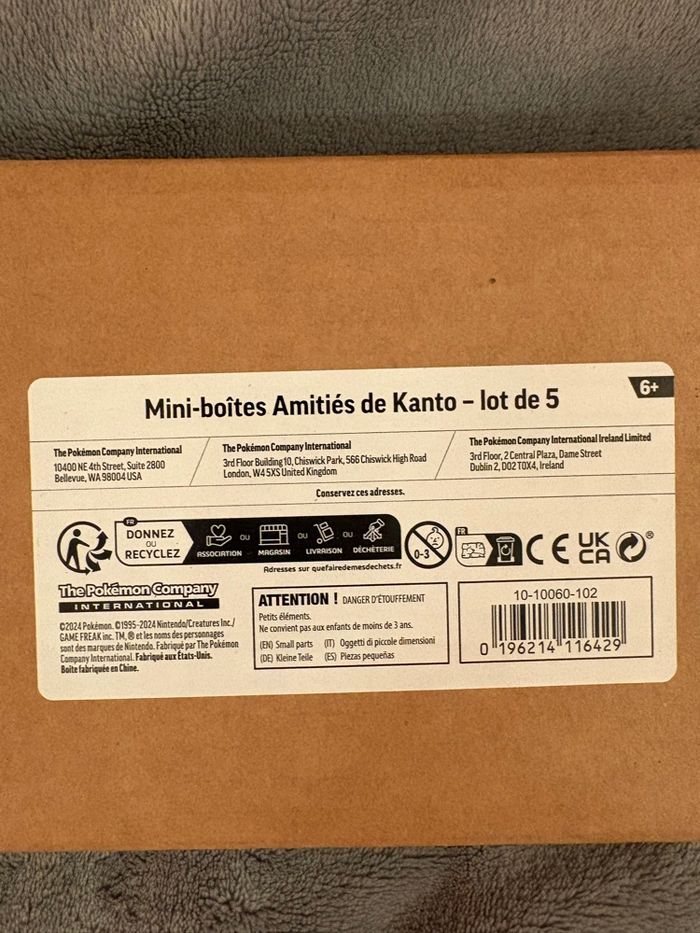 6+
Mini-boîtes Amitiés de Kanto – lot de 5
The Pokémon Company International
10400 NE 4th Street, Suite 2800
Bellevue, WA 98004 USA
The Pokémon Company International
3rd Floor Building 10, Chiswick Park, 566 Chiswick High Road
London, W4 5XS United Kingdom
The Pokémon Company International Ireland Limited
3rd Floor, 2 Central Plaza, Dame Street
Dublin 2, D02 T0X4, Ireland
Conservez ces adresses.
FR
DONNEZ
OU
RECYCLEZ
ASSOCIATION
OU
MAGASIN
OU
LIVRAISON
OU
DÉCHÈTERIE
Adresses sur quefairedemesdechets.fr
0-3
FR
CE
UK
CA
®
The Pokémon Company
INTERNATIONAL
©2024 Pokémon. ©1995-2024 Nintendo/Creatures Inc./
GAME FREAK inc. TM, ® et les noms des personnages
sont des marques de Nintendo. Fabriqué par The Pokémon
Company International. Fabriqué aux États-Unis.
Boîte fabriquée en Chine.
ATTENTION ! DANGER D'ÉTOUFFEMENT
Petits éléments.
Ne convient pas aux enfants de moins de 3 ans.
(EN) Small parts (IT) Oggetti di piccole dimensioni
(DE) Kleine Teile (ES) Piezas pequeñas
10-10060-102
0 196214 116429